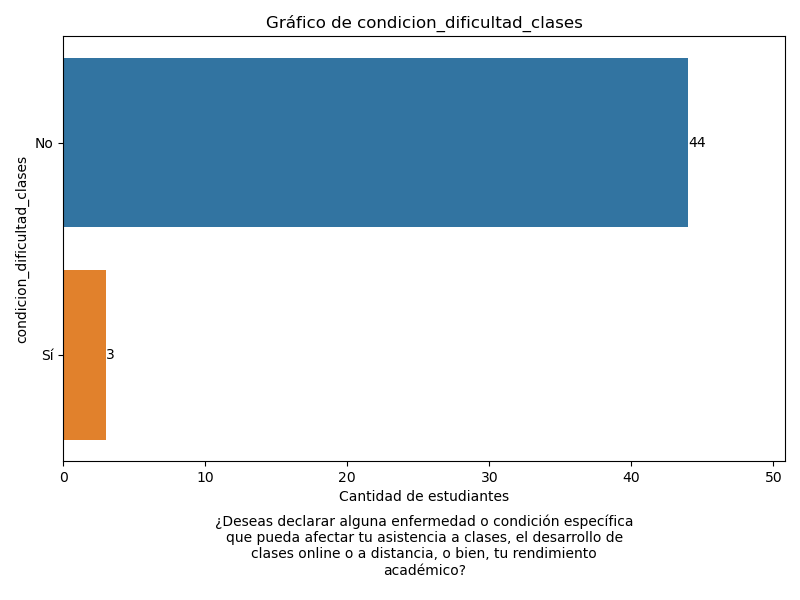 Gráfico de condicion_dificultad_clases
condicion_dificultad_clases
No
44
Sí
3
0 10 20 30 40 50
Cantidad de estudiantes
¿Deseas declarar alguna enfermedad o condición específica
que pueda afectar tu asistencia a clases, el desarrollo de
clases online o a distancia, o bien, tu rendimiento
académico?